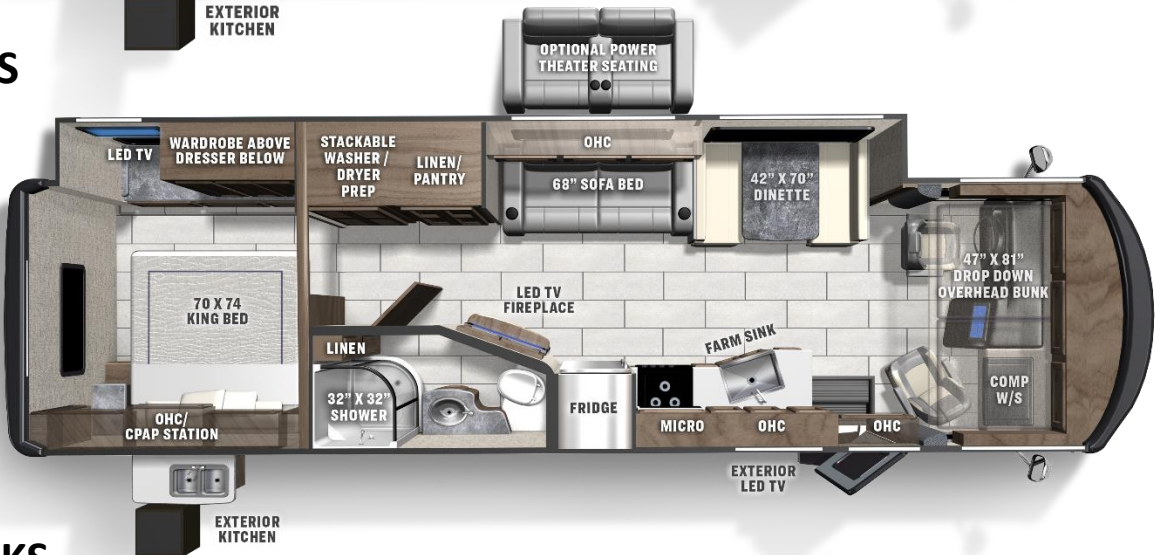 EXTERIOR
KITCHEN
S
OPTIONAL POWER
THEATER SEATING
LED TV
WARDROBE ABOVE
DRESSER BELOW
STACKABLE
WASHER /
DRYER
PREP
LINEN/
PANTRY
OHC
68” SOFA BED
42” X 70”
DINETTE
47” X 81”
DROP DOWN
OVERHEAD BUNK
70 X 74
KING BED
LED TV
FIREPLACE
LINEN
FARM SINK
32” X 32”
SHOWER
FRIDGE
COMP
W/S
OHC/
CPAP STATION
MICRO
OHC
OHC
EXTERIOR
LED TV
EXTERIOR
KITCHEN
KS